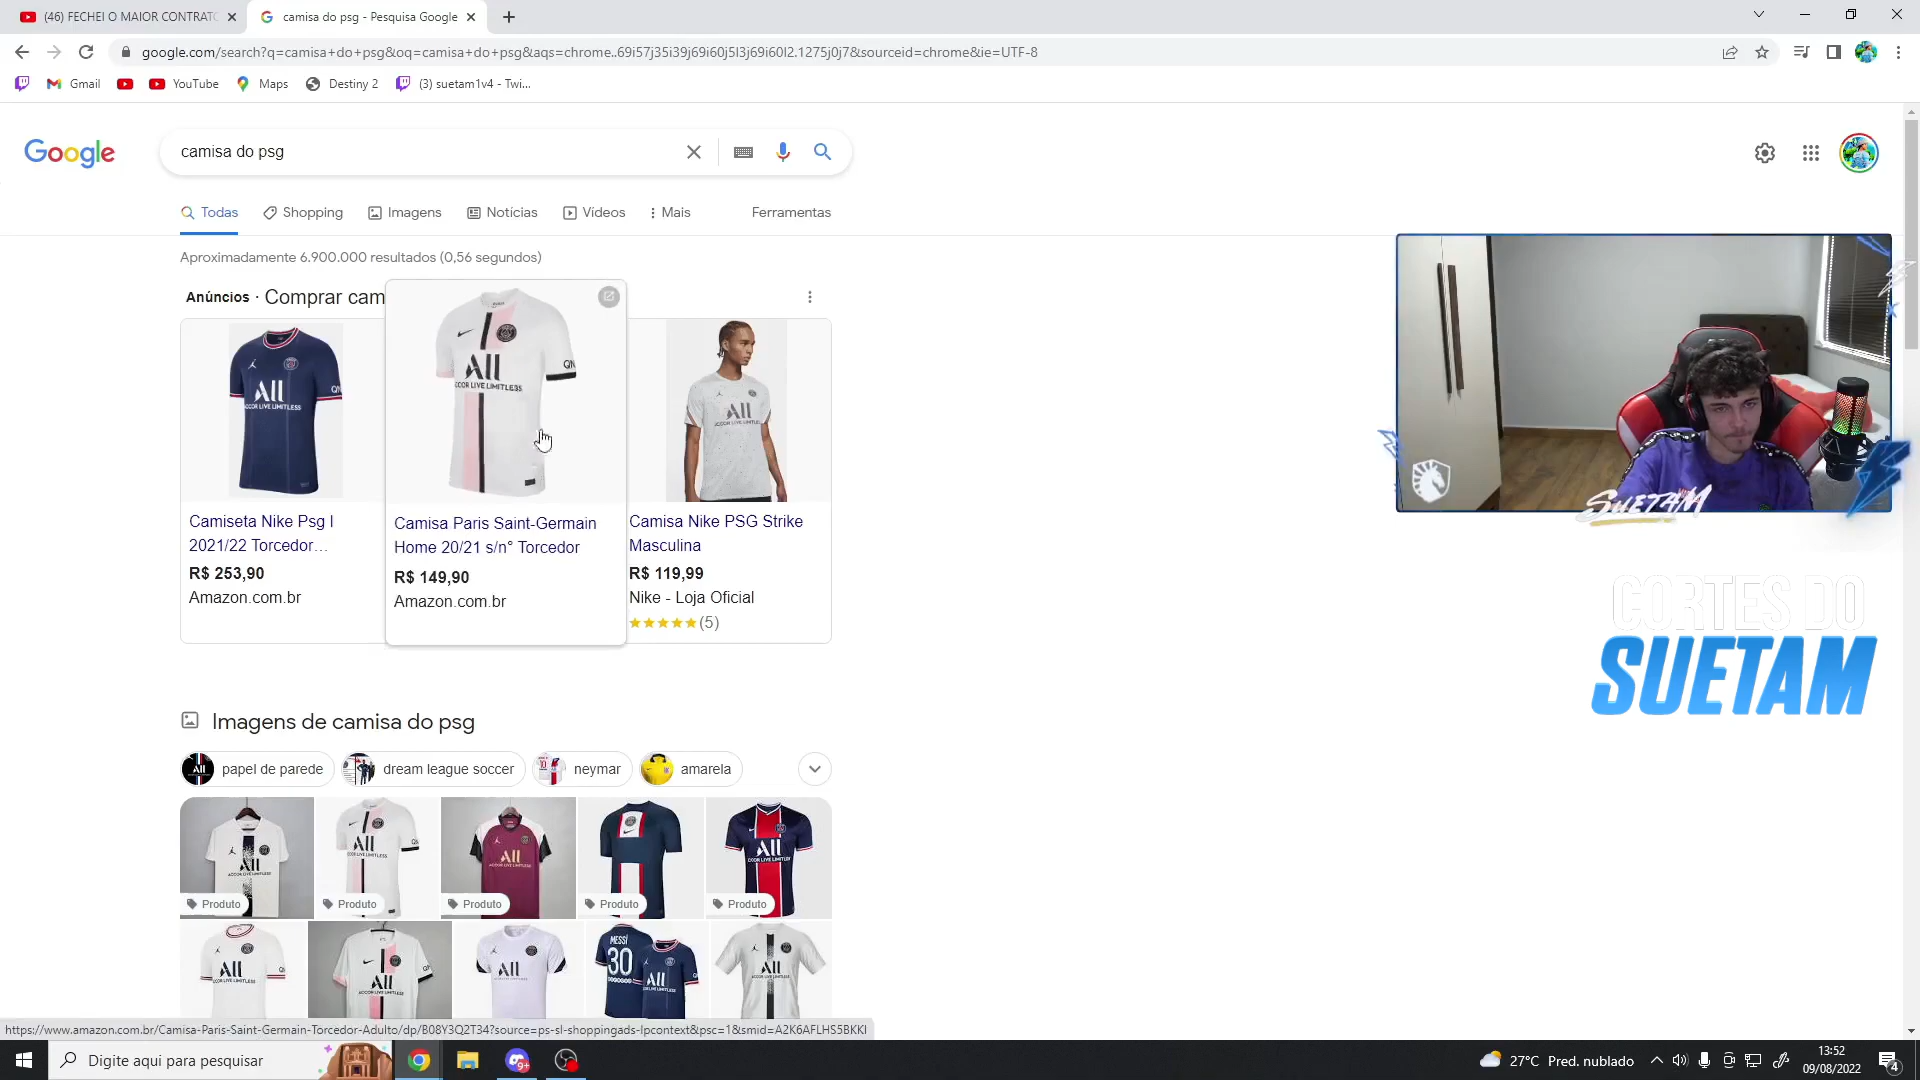 (46) FECHEI O MAIOR CONTRATO
camisa do psg - Pesquisa Google
google.com/search?q=camisa+do+psg&oq=camisa+do+psg&aqs=chrome..69i57j35i39j69i60j5l3j69i60l2.1275j0j7&sourceid=chrome&ie=UTF-8
Gmail
YouTube
Maps
Destiny 2
(3) suetam1v4 - Twi...
Google
camisa do psg
Todas
Shopping
Imagens
Notícias
Vídeos
Mais
Ferramentas
Aproximadamente 6.900.000 resultados (0,56 segundos)
Anúncios · Comprar cam
Camiseta Nike Psg I
2021/22 Torcedor…
R$ 253,90
Amazon.com.br
Camisa Paris Saint-Germain
Home 20/21 s/n° Torcedor
R$ 149,90
Amazon.com.br
Camisa Nike PSG Strike
Masculina
R$ 119,99
Nike - Loja Oficial
(5)
SUETAM
CORTES DO
SUETAM
Imagens de camisa do psg
papel de parede
dream league soccer
neymar
amarela
Produto
Produto
Produto
Produto
Produto
MESSI
30
https://www.amazon.com.br/Camisa-Paris-Saint-Germain-Torcedor-Adulto/dp/B08Y3Q2T34?source=ps-sl-shoppingads-lpcontext&psc=1&smid=A2K6AFLHS5BKKI
Digite aqui para pesquisar
27°C Pred. nublado
13:52
09/08/2022
4